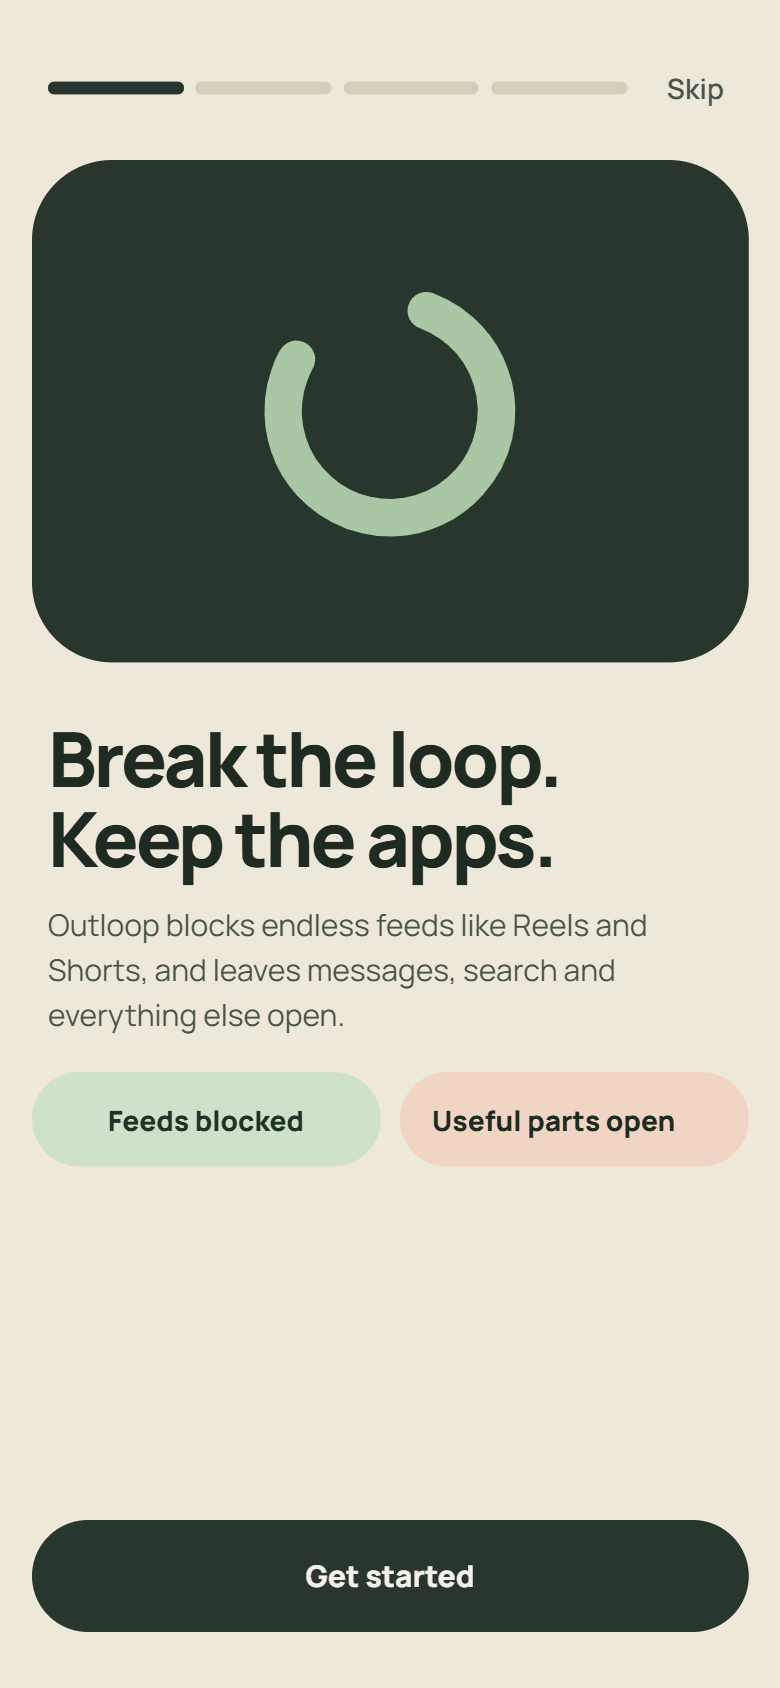 Skip
Break the loop.
Keep the apps.
Outloop blocks endless feeds like Reels and
Shorts, and leaves messages, search and
everything else open.
Feeds blocked
Useful parts open
Get started